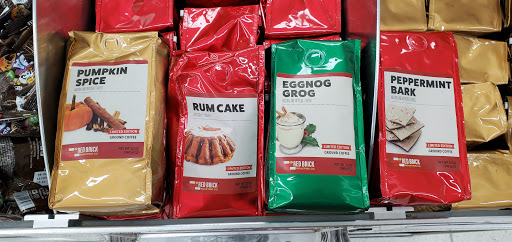 PUMPKIN
SPICE
LIMITED EDITION
GROUND COFFEE
RED BRICK
RUM CAKE
LIMITED EDITION
GROUND COFFEE
RED BRICK
EGGNOG
GROG
LIMITED EDITION
GROUND COFFEE
RED BRICK
PEPPERMINT
BARK
LIMITED EDITION
GROUND COFFEE
RED BRICK